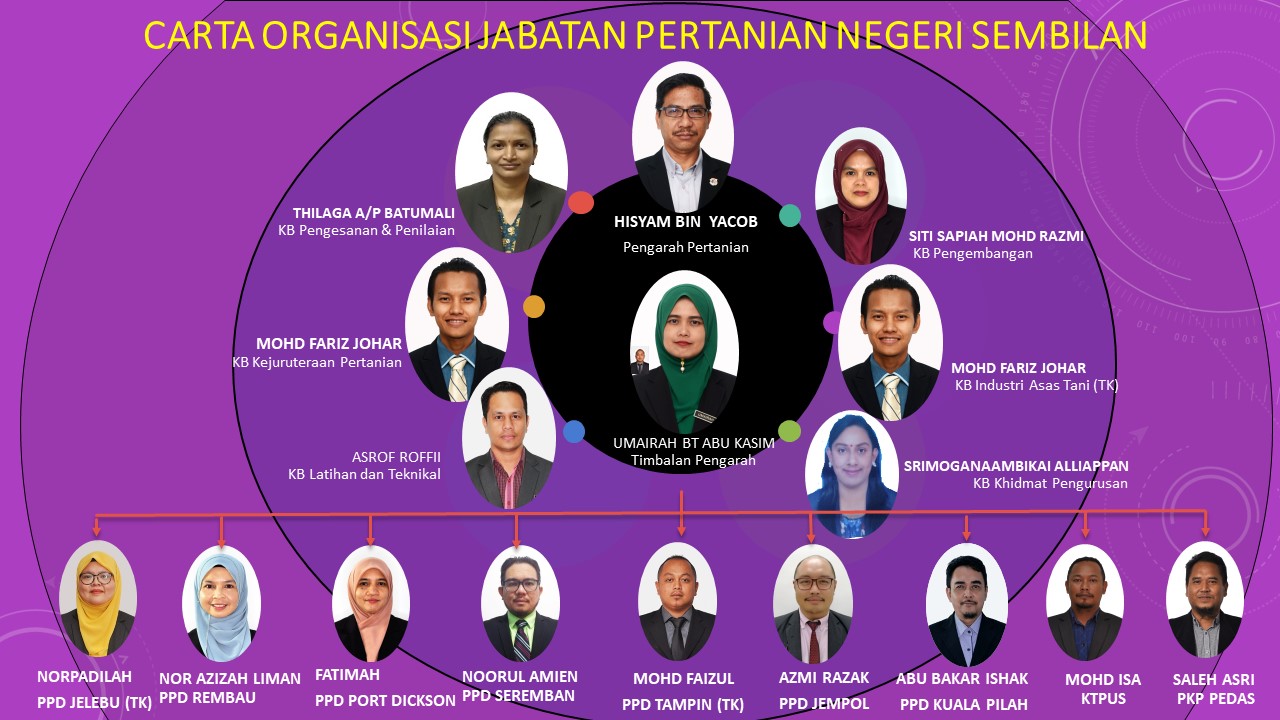 CARTA ORGANISASI JABATAN PERTANIAN NEGERI SEMBILAN
HISYAM BIN YACOB
Pengarah Pertanian
UMAIRAH BT ABU KASIM
Timbalan Pengarah
THILAGA A/P BATUMALI
KB Pengesanan & Penilaian
MOHD FARIZ JOHAR
KB Kejuruteraan Pertanian
ASROF ROFFII
KB Latihan dan Teknikal
SITI SAPIAH MOHD RAZMI
KB Pengembangan
MOHD FARIZ JOHAR
KB Industri Asas Tani (TK)
SRIMOGANAAMBIKAI ALLIAPPAN
KB Khidmat Pengurusan
NORPADILAH
PPD JELEBU (TK)
NOR AZIZAH LIMAN
PPD REMBAU
FATIMAH
PPD PORT DICKSON
NOORUL AMIEN
PPD SEREMBAN
MOHD FAIZUL
PPD TAMPIN (TK)
AZMI RAZAK
PPD JEMPOL
ABU BAKAR ISHAK
PPD KUALA PILAH
MOHD ISA
KTPUS
SALEH ASRI
PKP PEDAS